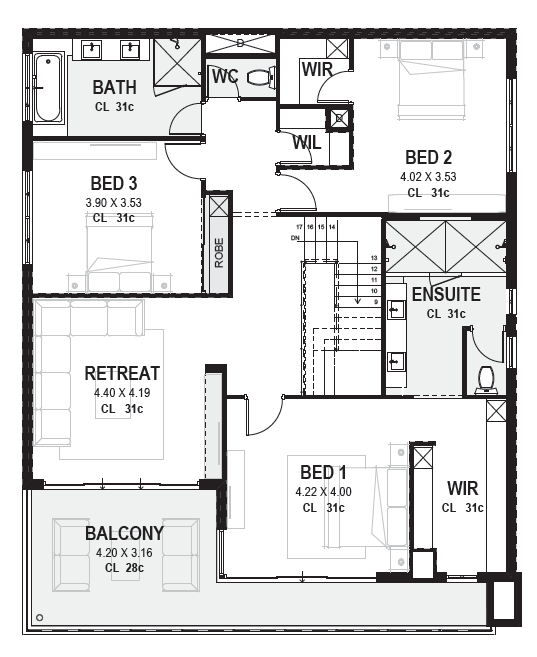 D
WC
WIR
BATH
CL 31c
D
WIL
BED 2
4.02 X 3.53
CL 31c
BED 3
3.90 X 3.53
CL 31c
ROBE
17 16 15 14
DN
13
12
11
10
9
ENSUITE
CL 31c
RETREAT
4.40 X 4.19
CL 31c
BED 1
4.22 X 4.00
CL 31c
WIR
CL 31c
BALCONY
4.20 X 3.16
CL 28c